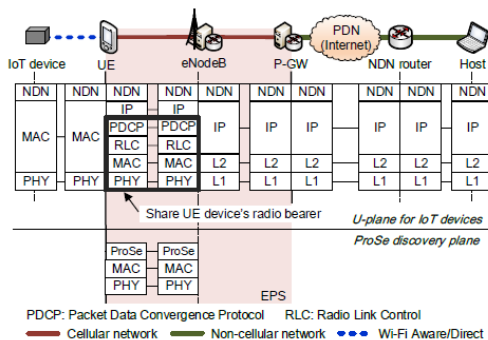 PDN
(Internet)
IoT device UE eNodeB P-GW NDN router Host
NDN NDN NDN NDN NDN NDN NDN NDN NDN NDN
IP IP
MAC MAC PDCP PDCP IP IP IP IP IP IP
RLC RLC
MAC MAC L2 L2 L2 L2 L2 L2
PHY PHY PHY PHY L1 L1 L1 L1 L1 L1
Share UE device's radio bearer
U-plane for IoT devices
ProSe discovery plane
ProSe ProSe
MAC MAC
PHY PHY
EPS
PDCP: Packet Data Convergence Protocol RLC: Radio Link Control
Cellular network Non-cellular network Wi-Fi Aware/Direct